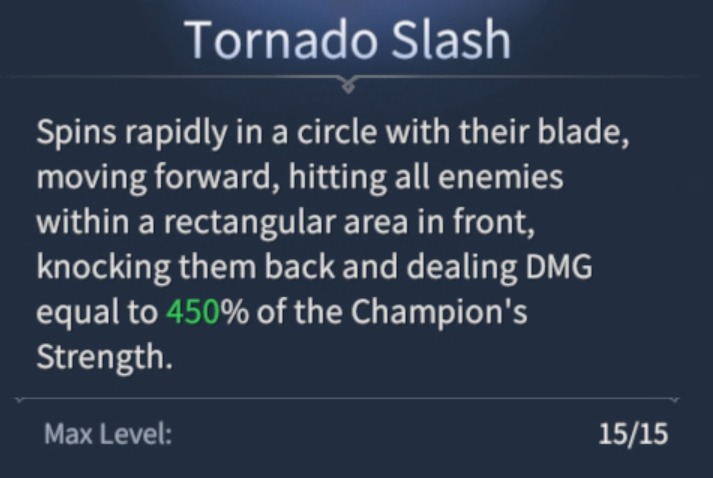 Tornado Slash
Spins rapidly in a circle with their blade,
moving forward, hitting all enemies
within a rectangular area in front,
knocking them back and dealing DMG
equal to 450% of the Champion's
Strength.
Max Level: 15/15